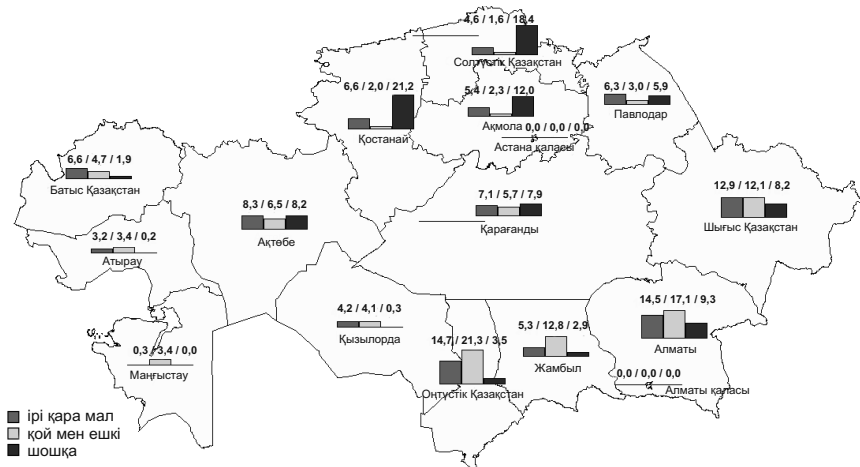 4,6 / 1,6 / 18,4
Солтүстік Қазақстан
6,6 / 2,0 / 21,2
Қостанай
5,4 / 2,3 / 12,0
Ақмола
0,0 / 0,0 / 0,0
Астана қаласы
6,3 / 3,0 / 5,9
Павлодар
6,6 / 4,7 / 1,9
Батыс Қазақстан
8,3 / 6,5 / 8,2
Ақтөбе
7,1 / 5,7 / 7,9
Қарағанды
12,9 / 12,1 / 8,2
Шығыс Қазақстан
3,2 / 3,4 / 0,2
Атырау
0,3 / 3,4 / 0,0
Маңғыстау
4,2 / 4,1 / 0,3
Қызылорда
14,7 / 21,3 / 3,5
Оңтүстік Қазақстан
5,3 / 12,8 / 2,9
Жамбыл
14,5 / 17,1 / 9,3
Алматы
0,0 / 0,0 / 0,0
Алматы қаласы
ірі қара мал
қой мен ешкі
шошқа